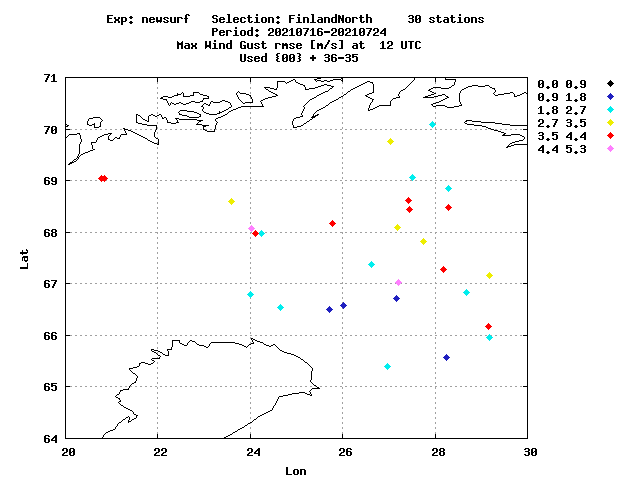 Exp: newsurf   Selection: FinlandNorth     30 stations
Period: 20210716-20210724
Max Wind Gust rmse [m/s] at  12 UTC
Used {00} + 36-35
0.0 0.9
0.9 1.8
1.8 2.7
2.7 3.5
3.5 4.4
4.4 5.3
71
70
69
68
67
66
65
64
Lat
20 22 24 26 28 30
Lon